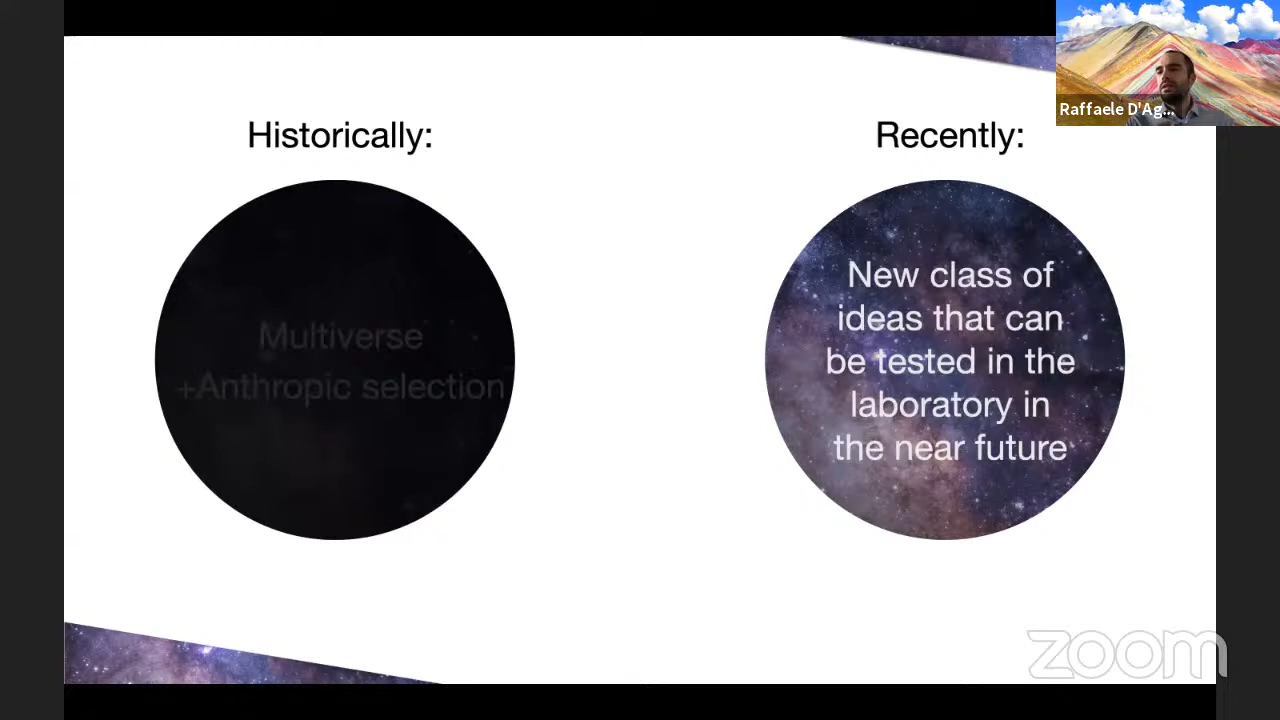 Raffaele D'Ag...
Historically:
Recently:
Multiverse
+Anthropic selection
New class of
ideas that can
be tested in the
laboratory in
the near future
zoom